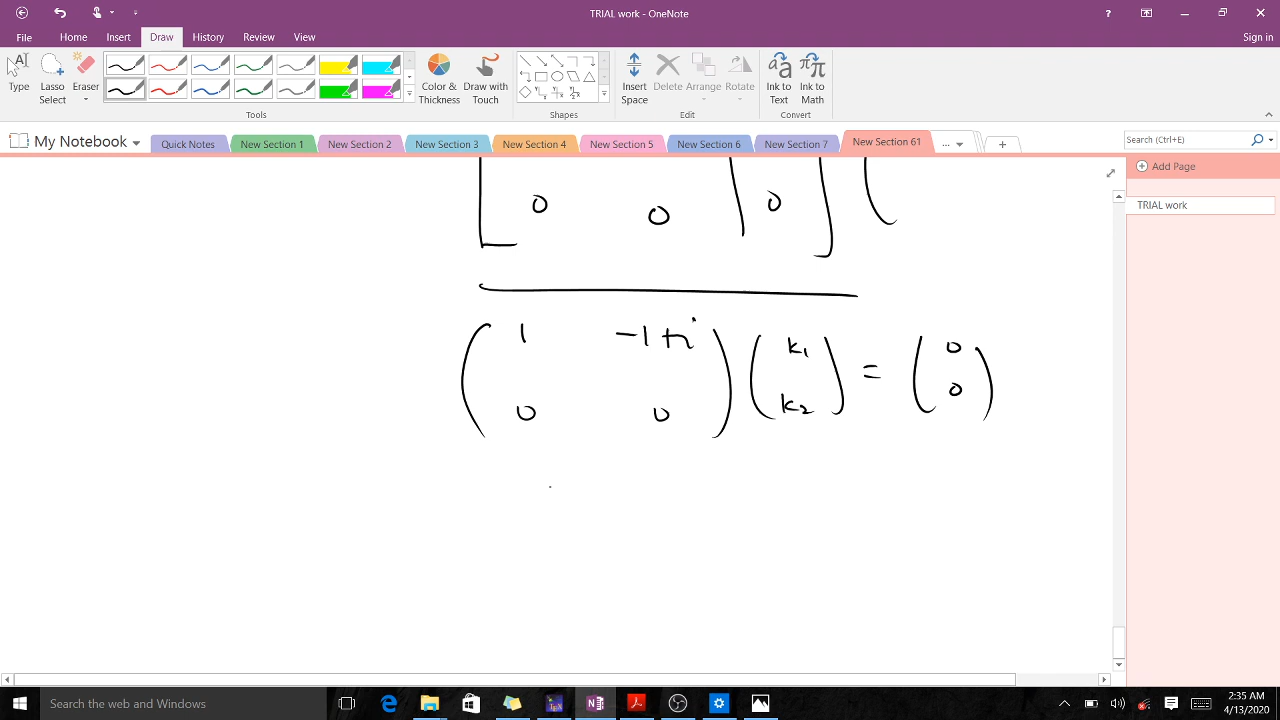 TRIAL work - OneNote
?
File Home Insert Draw History Review View
Sign in
Type
Lasso Select
Eraser
Color & Thickness
Draw with Touch
Insert Space
Delete
Arrange
Rotate
Ink to Text
Ink to Math
Tools
Shapes
Edit
Convert
My Notebook
Quick Notes
New Section 1
New Section 2
New Section 3
New Section 4
New Section 5
New Section 6
New Section 7
New Section 61
...
Search (Ctrl+E)
Add Page
TRIAL work
0 0 | 0
1 -1+i k1 = 0
0 0 k2 0
Search the web and Windows
2:35 AM
4/13/2020